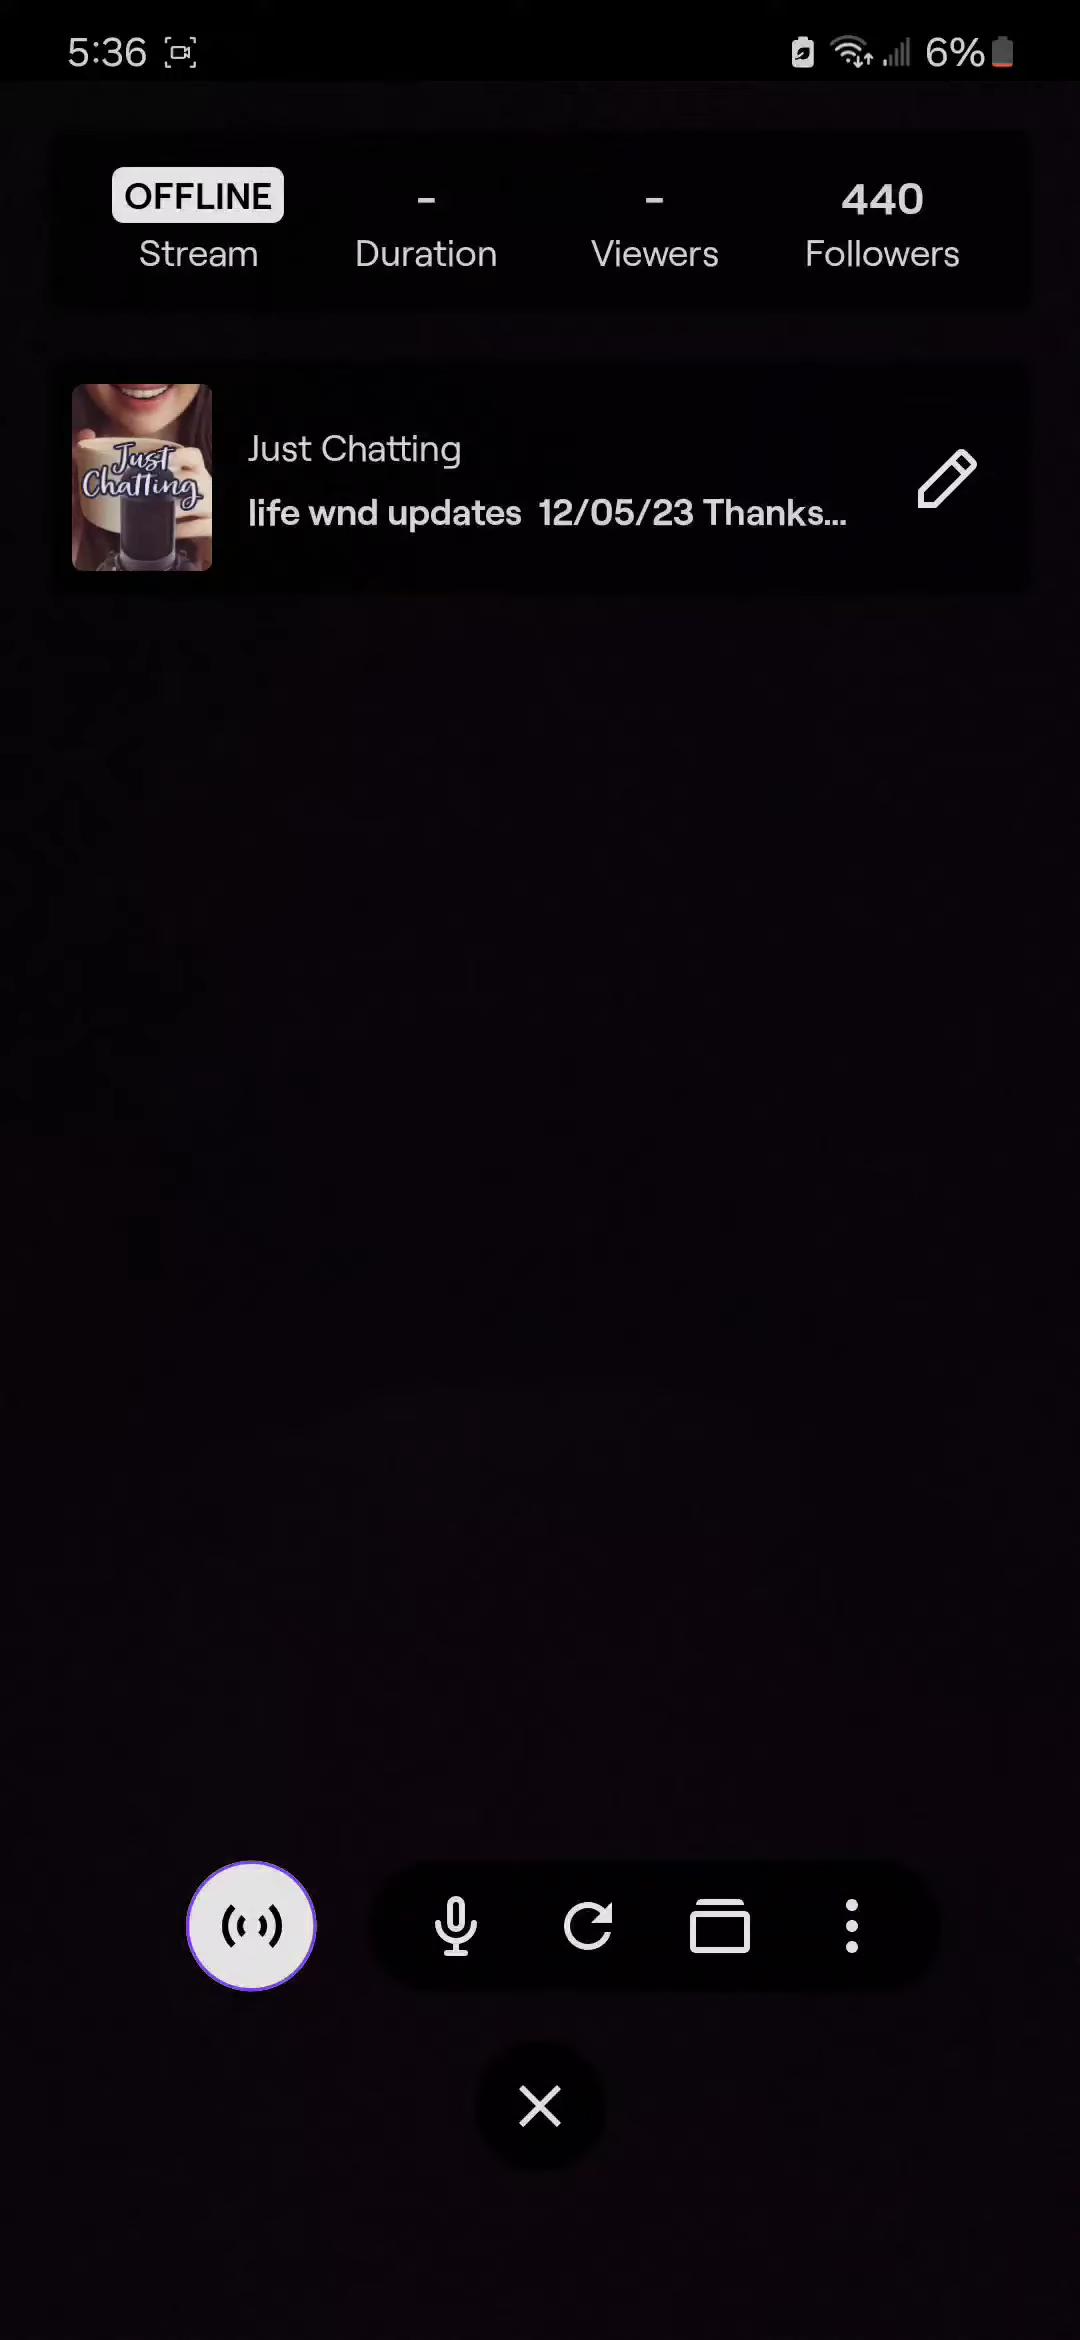 5:36 6%
OFFLINE - - 440
Stream Duration Viewers Followers
Just
Chatting
Just Chatting
life wnd updates 12/05/23 Thanks...